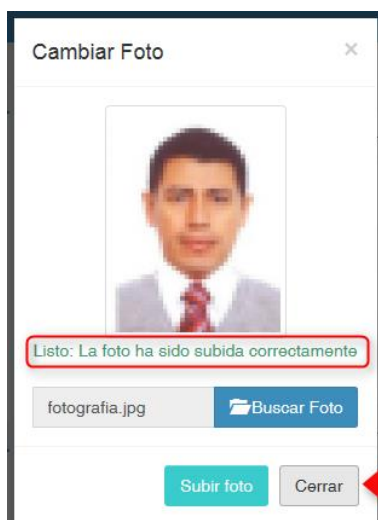 Cambiar Foto ×
Listo: La foto ha sido subida correctamente
fotografia.jpg Buscar Foto
Subir foto Cerrar